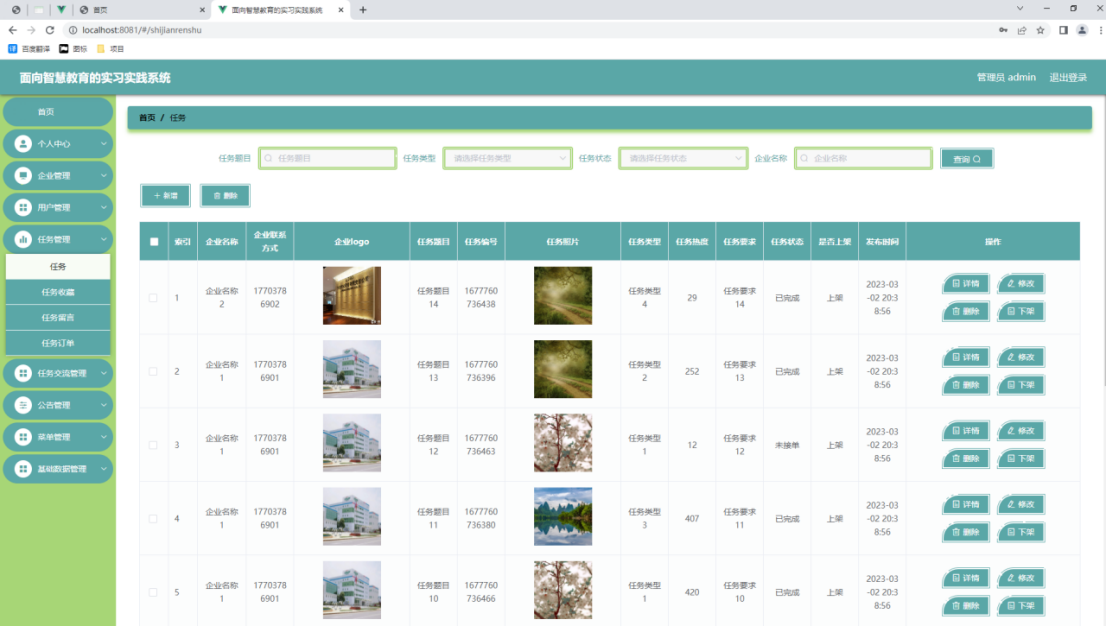 首页
面向智慧教育的实习实践系统
localhost:8081/#/shijianrenshu
百度翻译 图标 项目
面向智慧教育的实习实践系统
管理员 admin 退出登录
首页
个人中心
企业管理
用户管理
任务管理
任务
任务收藏
任务留言
任务订单
任务交流管理
公告管理
菜单管理
基础数据管理
首页 / 任务
任务题目 任务题目 任务类型 请选择任务类型 任务状态 请选择任务状态 企业名称 企业名称 查询
+ 新增 删除
索引 企业名称 企业联系方式 企业logo 任务题目 任务编号 任务照片 任务类型 任务热度 任务要求 任务状态 是否上架 发布时间 操作
1 企业名称2 17703786902 任务题目14 1677760736438 任务类型4 29 任务要求14 已完成 上架 2023-03-02 20:38:56 详情 修改 删除 下架
2 企业名称1 17703786901 任务题目13 1677760736396 任务类型2 252 任务要求13 已完成 上架 2023-03-02 20:38:56 详情 修改 删除 下架
3 企业名称1 17703786901 任务题目12 1677760736463 任务类型1 12 任务要求12 未接单 上架 2023-03-02 20:38:56 详情 修改 删除 下架
4 企业名称1 17703786901 任务题目11 1677760736380 任务类型3 407 任务要求11 已完成 上架 2023-03-02 20:38:56 详情 修改 删除 下架
5 企业名称1 17703786901 任务题目10 1677760736466 任务类型1 420 任务要求10 已完成 上架 2023-03-02 20:38:56 详情 修改 删除 下架